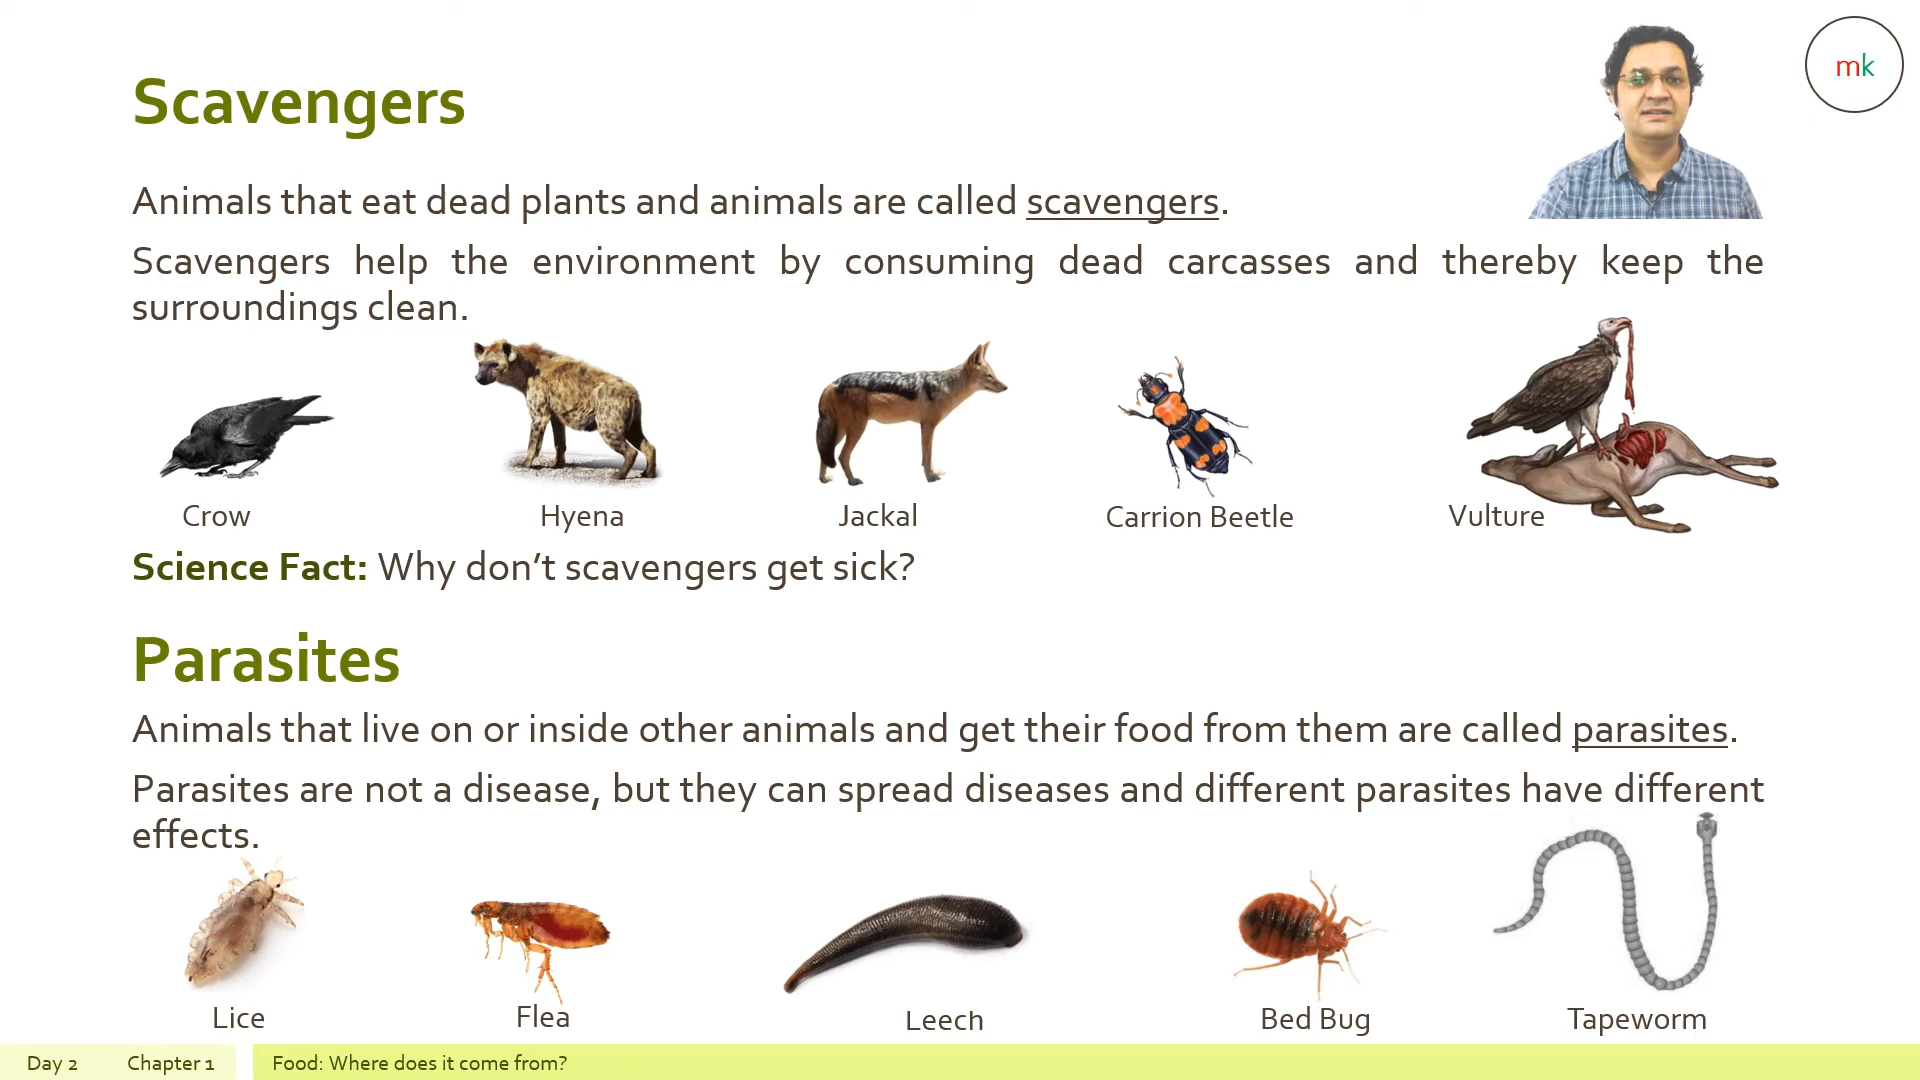 mk
Scavengers
Animals that eat dead plants and animals are called scavengers.
Scavengers help the environment by consuming dead carcasses and thereby keep the
surroundings clean.
Crow
Hyena
Jackal
Carrion Beetle
Vulture
Science Fact: Why don’t scavengers get sick?
Parasites
Animals that live on or inside other animals and get their food from them are called parasites.
Parasites are not a disease, but they can spread diseases and different parasites have different
effects.
Lice
Flea
Leech
Bed Bug
Tapeworm
Day 2
Chapter 1
Food: Where does it come from?